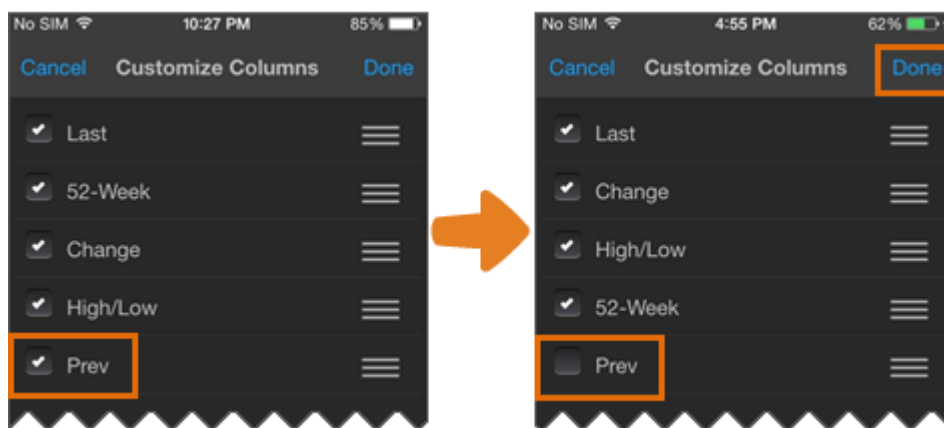 No SIM 10:27 PM 85%
Cancel Customize Columns Done
Last
52-Week
Change
High/Low
Prev
No SIM 4:55 PM 62%
Cancel Customize Columns Done
Last
Change
High/Low
52-Week
Prev